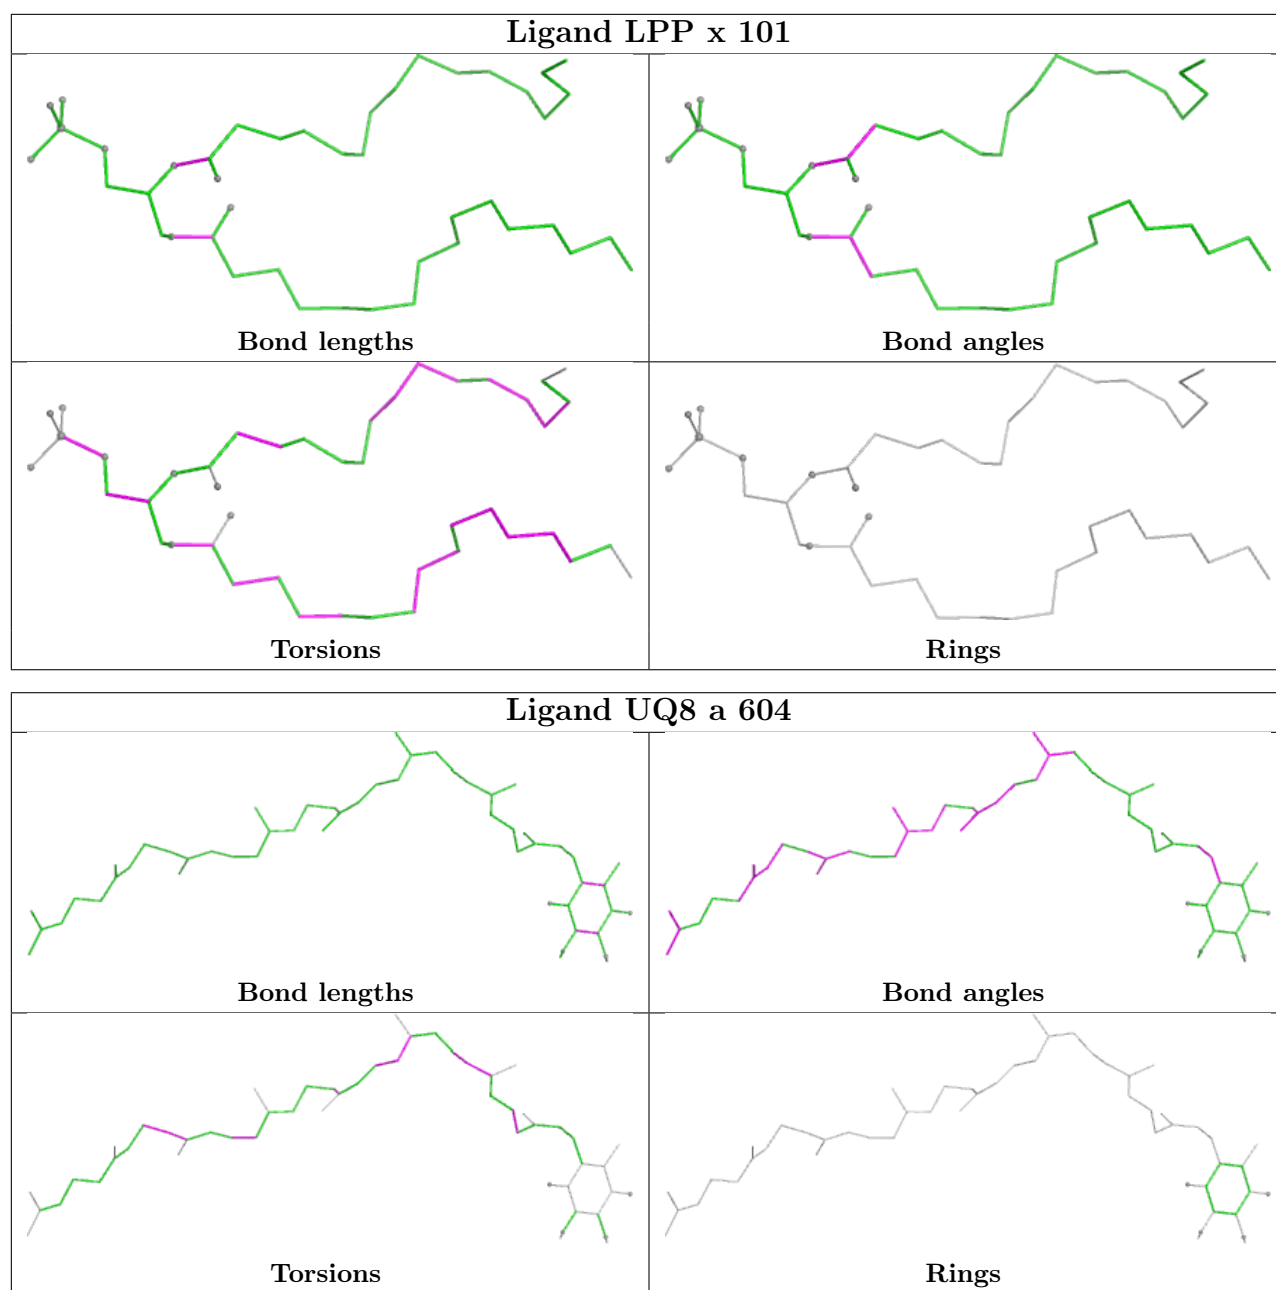 Ligand LPP x 101
Bond lengths
Bond angles
Torsions
Rings
Ligand UQ8 a 604
Bond lengths
Bond angles
Torsions
Rings